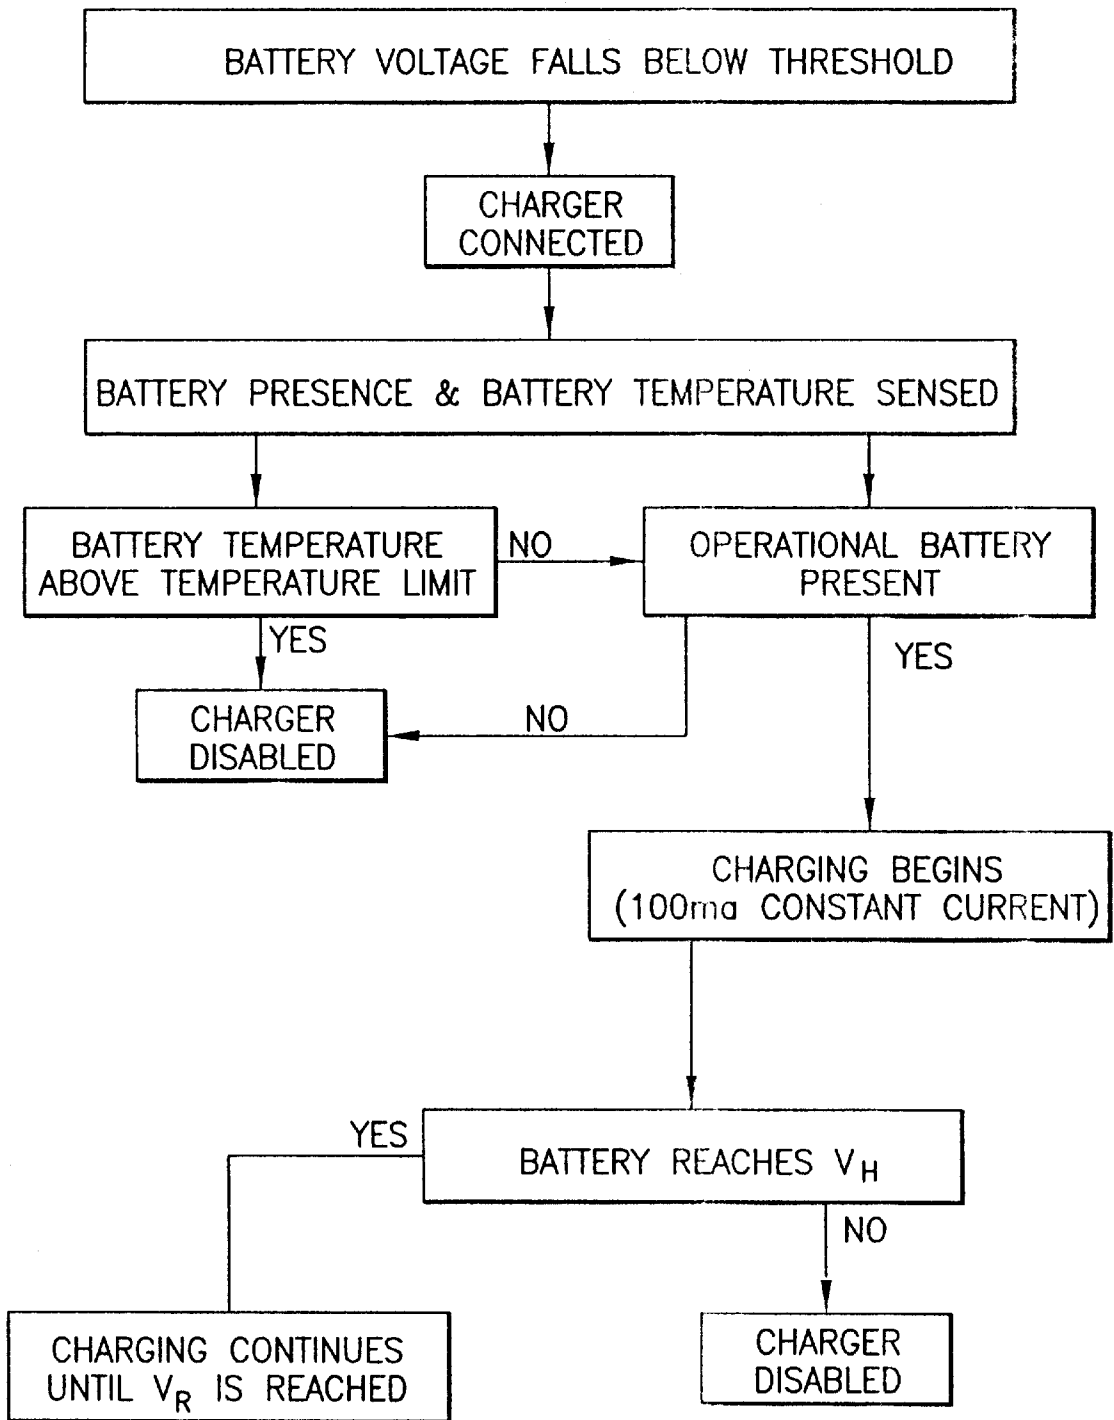 BATTERY VOLTAGE FALLS BELOW THRESHOLD
CHARGER
CONNECTED
BATTERY PRESENCE & BATTERY TEMPERATURE SENSED
BATTERY TEMPERATURE
ABOVE TEMPERATURE LIMIT
NO
OPERATIONAL BATTERY
PRESENT
YES
YES
CHARGER
DISABLED
NO
CHARGING BEGINS
(100ma CONSTANT CURRENT)
YES
BATTERY REACHES VH
NO
CHARGING CONTINUES
UNTIL VR IS REACHED
CHARGER
DISABLED